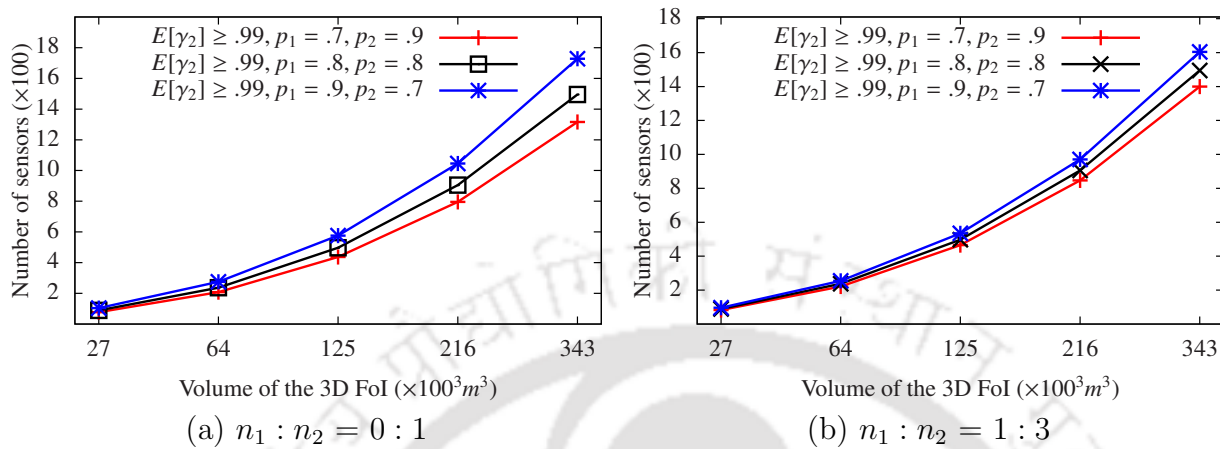 E[γ₂] ≥ .99, p₁ = .7, p₂ = .9
E[γ₂] ≥ .99, p₁ = .8, p₂ = .8
E[γ₂] ≥ .99, p₁ = .9, p₂ = .7
18
16
14
12
10
8
6
4
2
Number of sensors (×100)
27 64 125 216 343
Volume of the 3D FoI (×100³m³)
(a) n₁ : n₂ = 0 : 1
E[γ₂] ≥ .99, p₁ = .7, p₂ = .9
E[γ₂] ≥ .99, p₁ = .8, p₂ = .8
E[γ₂] ≥ .99, p₁ = .9, p₂ = .7
18
16
14
12
10
8
6
4
2
Number of sensors (×100)
27 64 125 216 343
Volume of the 3D FoI (×100³m³)
(b) n₁ : n₂ = 1 : 3